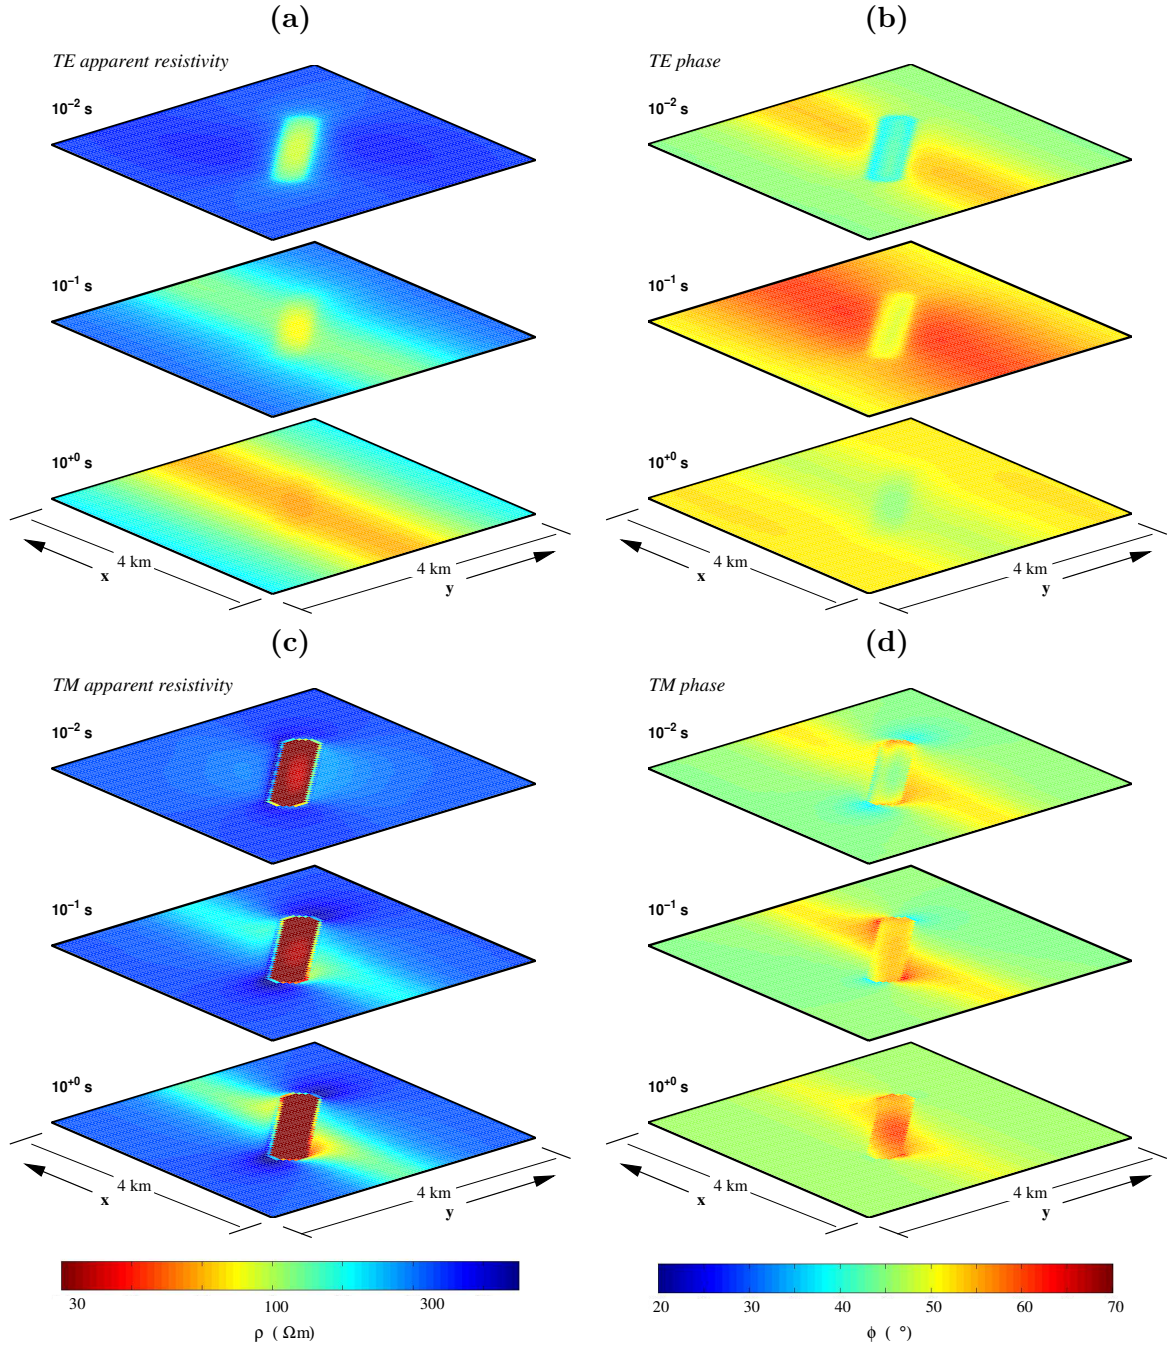 (a) (b)
TE apparent resistivity TE phase
10−2 s 10−2 s
10−1 s 10−1 s
10+0 s 10+0 s
4 km 4 km 4 km 4 km
x y x y
(c) (d)
TM apparent resistivity TM phase
10−2 s 10−2 s
10−1 s 10−1 s
10+0 s 10+0 s
4 km 4 km 4 km 4 km
x y x y
30 100 300 20 30 40 50 60 70
ρ ( Ωm) ϕ ( °)